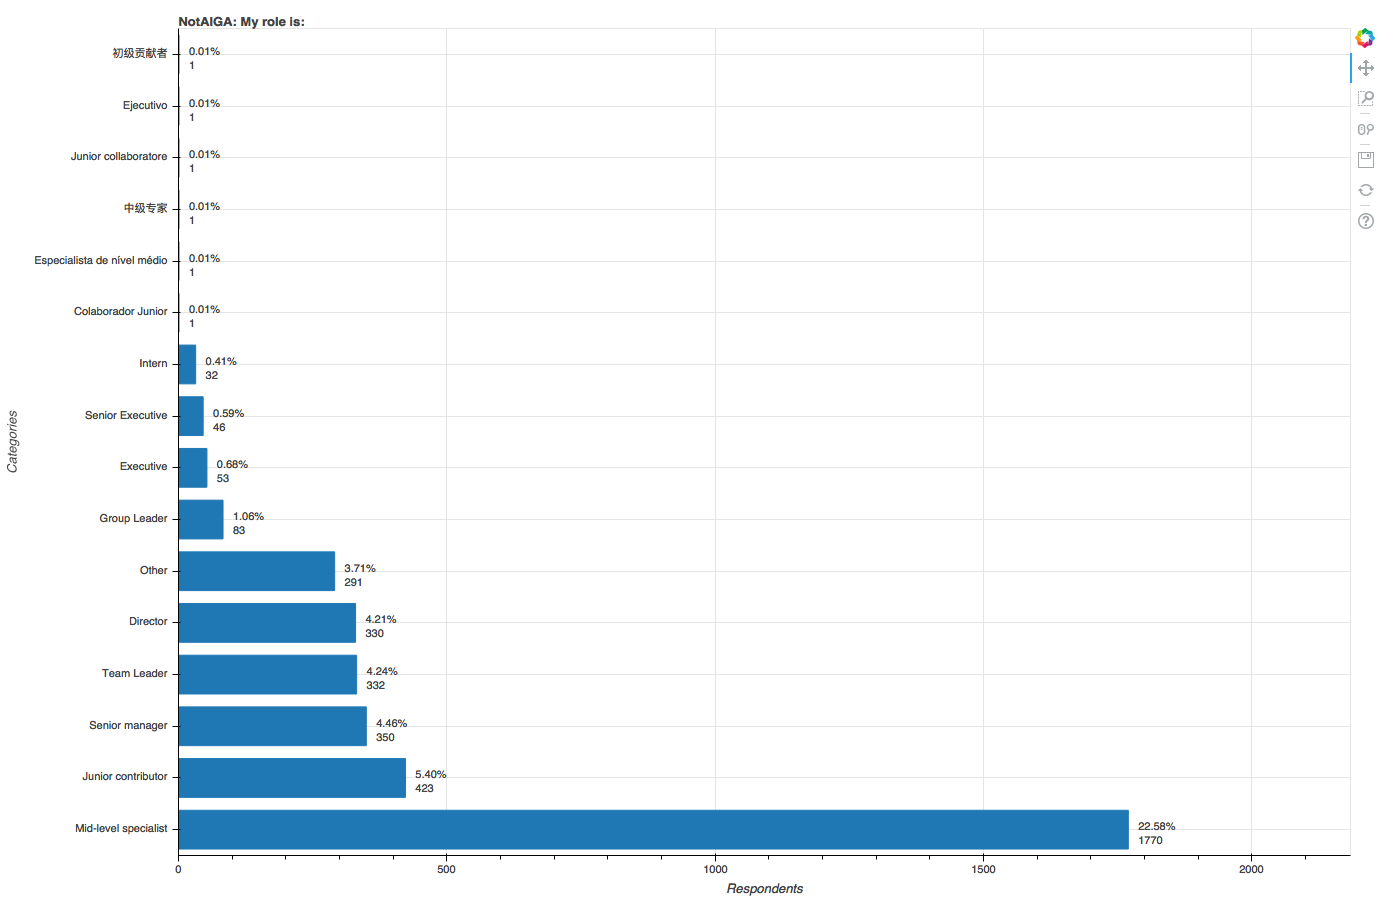 NotAIGA: My role is:
初级贡献者
0.01%
1
Ejecutivo
0.01%
1
Junior collaboratore
0.01%
1
中级专家
0.01%
1
Especialista de nível médio
0.01%
1
Colaborador Junior
0.01%
1
Intern
0.41%
32
Senior Executive
0.59%
46
Executive
0.68%
53
Group Leader
1.06%
83
Other
3.71%
291
Director
4.21%
330
Team Leader
4.24%
332
Senior manager
4.46%
350
Junior contributor
5.40%
423
Mid-level specialist
22.58%
1770
Categories
0 500 1000 1500 2000
Respondents